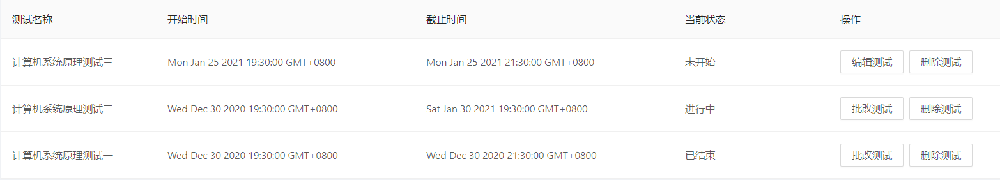 测试名称 开始时间 截止时间 当前状态 操作
计算机系统原理测试三 Mon Jan 25 2021 19:30:00 GMT+0800 Mon Jan 25 2021 21:30:00 GMT+0800 未开始 编辑测试 删除测试
计算机系统原理测试二 Wed Dec 30 2020 19:30:00 GMT+0800 Sat Jan 30 2021 19:30:00 GMT+0800 进行中 批改测试 删除测试
计算机系统原理测试一 Wed Dec 30 2020 19:30:00 GMT+0800 Wed Dec 30 2020 21:30:00 GMT+0800 已结束 批改测试 删除测试